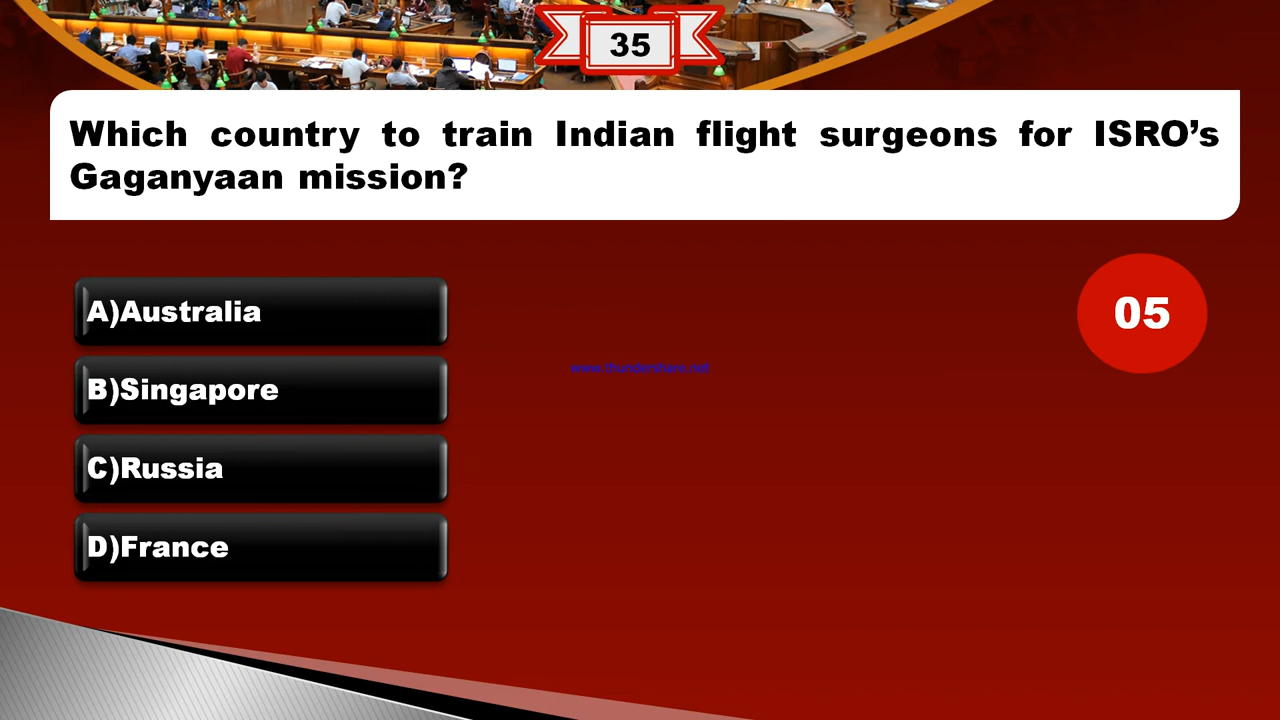 35
Which country to train Indian flight surgeons for ISRO’s
Gaganyaan mission?
A)Australia
05
www.thundershare.net
B)Singapore
C)Russia
D)France